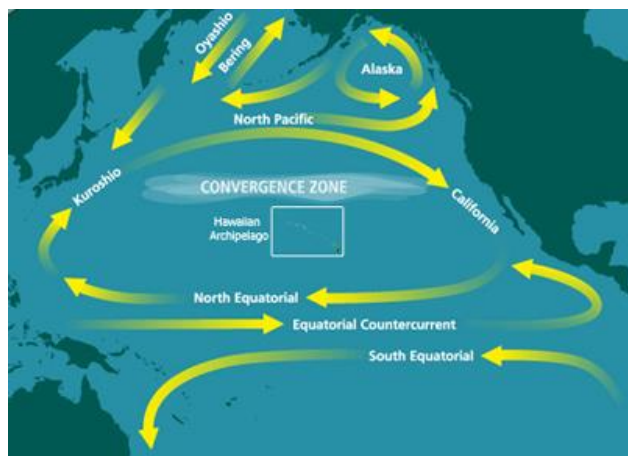 Oyashio
Bering
Alaska
North Pacific
Kuroshio
CONVERGENCE ZONE
California
Hawaiian
Archipelago
North Equatorial
Equatorial Countercurrent
South Equatorial